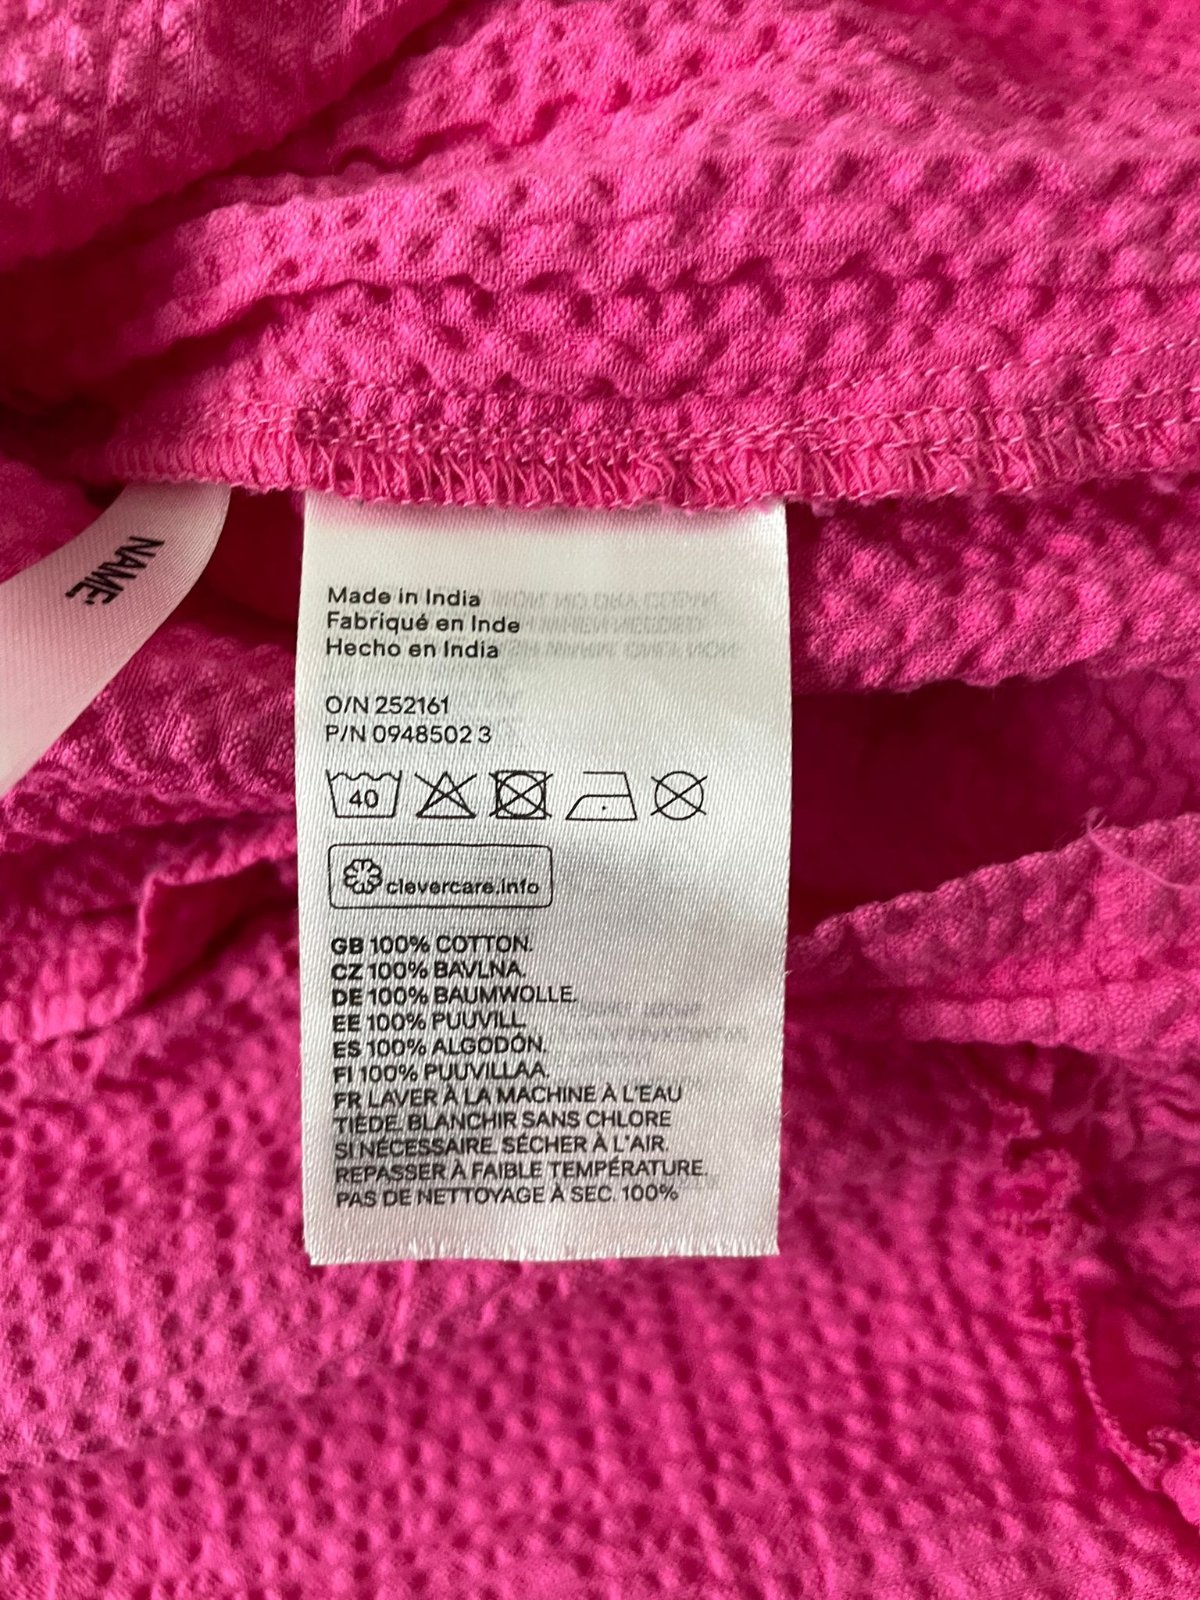 NAME:
Made in India
Fabriqué en Inde
Hecho en India
O/N 252161
P/N 0948502 3
40
clevercare.info
GB 100% COTTON.
CZ 100% BAVLNA.
DE 100% BAUMWOLLE.
EE 100% PUUVILL.
ES 100% ALGODÓN.
FI 100% PUUVILLAA.
FR LAVER À LA MACHINE À L'EAU
TIÈDE. BLANCHIR SANS CHLORE
SI NÉCESSAIRE. SÉCHER À L'AIR.
REPASSER À FAIBLE TEMPÉRATURE.
PAS DE NETTOYAGE À SEC. 100%